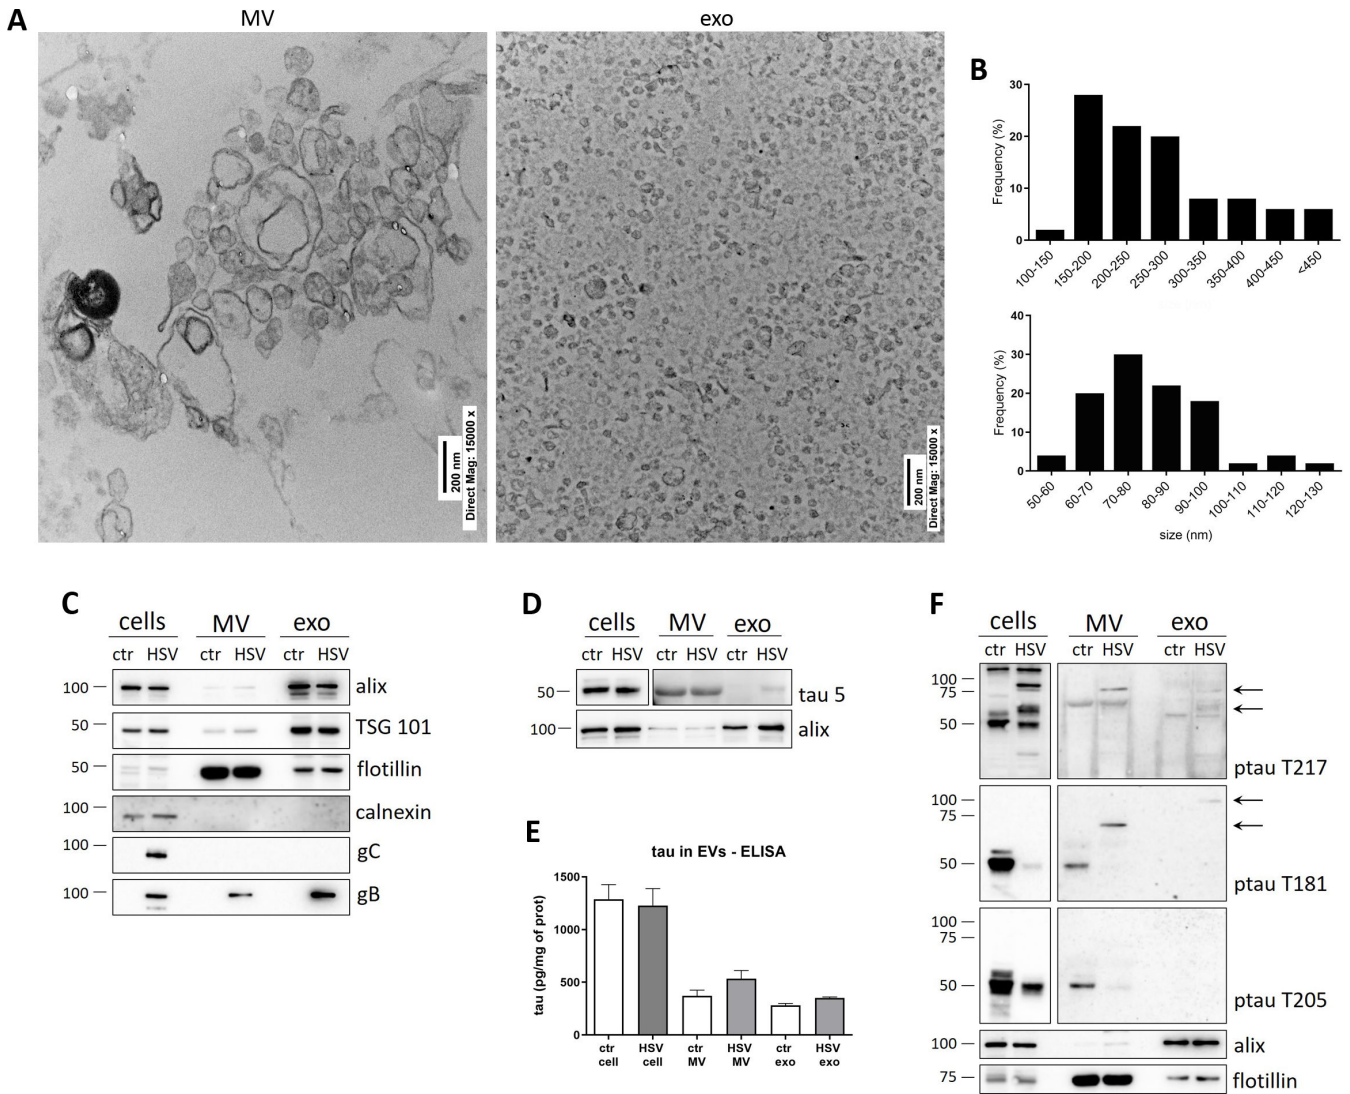 A
MV
exo
200 nm
Direct Mag: 15000 x
200 nm
Direct Mag: 15000 x
B
Frequency (%)
30
20
10
0
100-150
150-200
200-250
250-300
300-350
350-400
400-450
<450
Frequency (%)
40
30
20
10
0
50-60
60-70
70-80
80-90
90-100
100-110
110-120
120-130
size (nm)
C
cells MV exo
ctr HSV ctr HSV ctr HSV
100 alix
50 TSG 101
50 flotillin
100 calnexin
100 gC
100 gB
D
cells MV exo
ctr HSV ctr HSV ctr HSV
50 tau 5
100 alix
E
tau in EVs - ELISA
tau (pg/mg of prot)
1500
1000
500
0
ctr HSV ctr HSV ctr HSV
cell cell MV MV exo exo
F
cells MV exo
ctr HSV ctr HSV ctr HSV
100
75
50
ptau T217
100
75
50
ptau T181
100
75
50
ptau T205
100 alix
75 flotillin